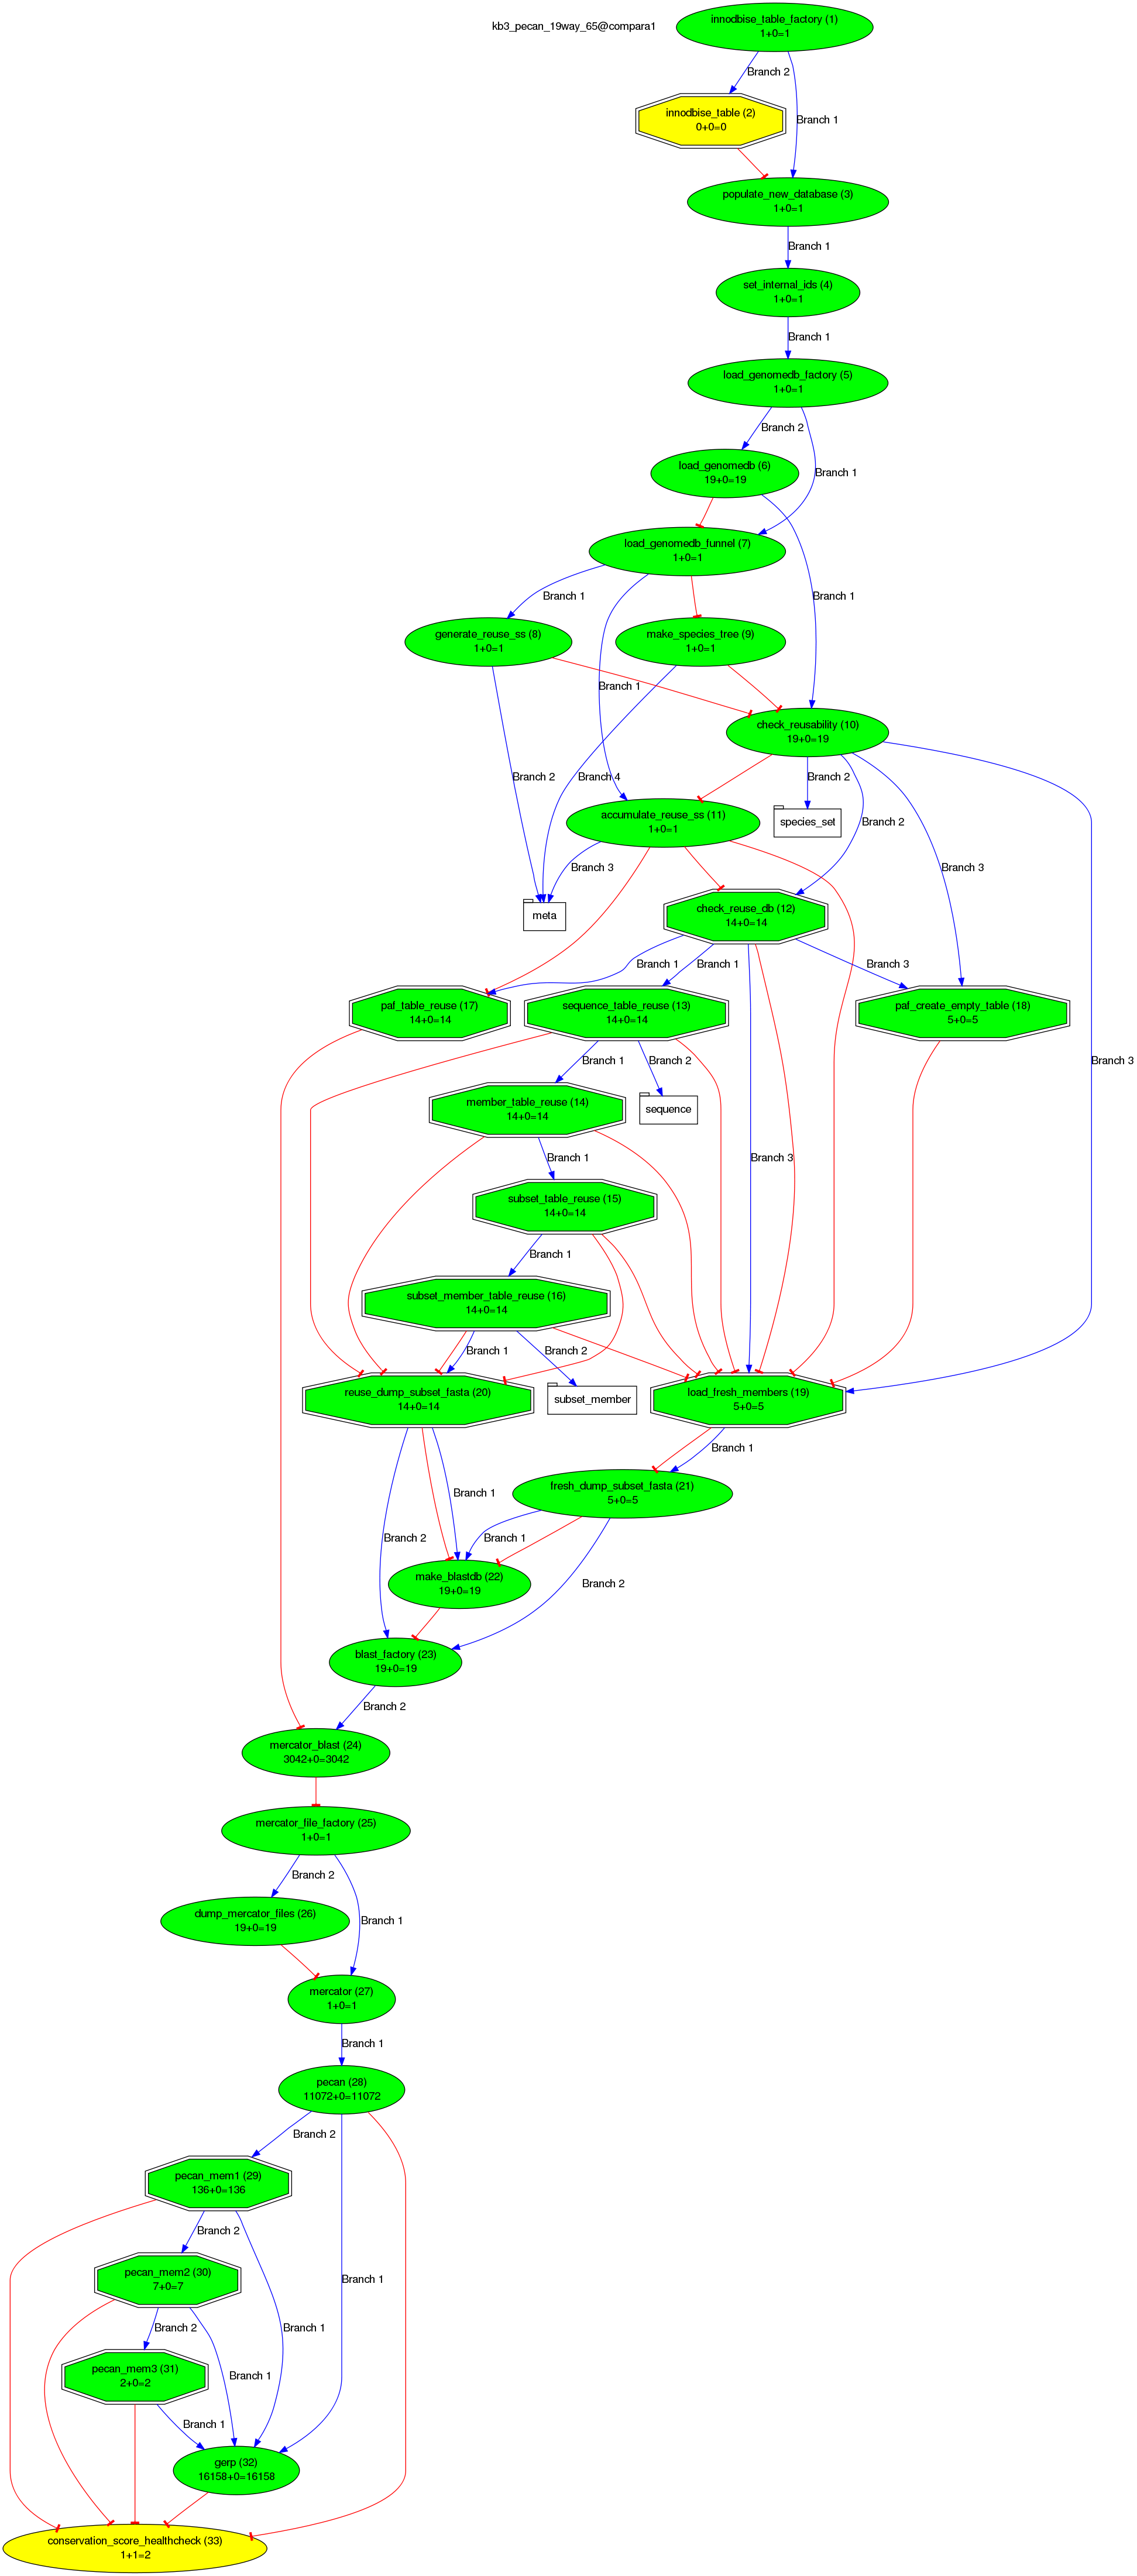 kb3_pecan_19way_65@compara1
innodbise_table_factory (1)
1+0=1
Branch 2
innodbise_table (2)
0+0=0
Branch 1
populate_new_database (3)
1+0=1
Branch 1
set_internal_ids (4)
1+0=1
Branch 1
load_genomedb_factory (5)
1+0=1
Branch 2
load_genomedb (6)
19+0=19
Branch 1
load_genomedb_funnel (7)
1+0=1
Branch 1
Branch 1
generate_reuse_ss (8)
1+0=1
make_species_tree (9)
1+0=1
Branch 1
check_reusability (10)
19+0=19
Branch 2
Branch 4
Branch 2
accumulate_reuse_ss (11)
1+0=1
species_set
Branch 2
Branch 3
Branch 3
meta
check_reuse_db (12)
14+0=14
Branch 1
Branch 1
Branch 3
paf_table_reuse (17)
14+0=14
sequence_table_reuse (13)
14+0=14
paf_create_empty_table (18)
5+0=5
Branch 1
Branch 2
Branch 3
member_table_reuse (14)
14+0=14
sequence
Branch 1
Branch 3
subset_table_reuse (15)
14+0=14
Branch 1
subset_member_table_reuse (16)
14+0=14
Branch 1
Branch 2
reuse_dump_subset_fasta (20)
14+0=14
subset_member
load_fresh_members (19)
5+0=5
Branch 1
fresh_dump_subset_fasta (21)
5+0=5
Branch 1
Branch 2
Branch 1
make_blastdb (22)
19+0=19
Branch 2
blast_factory (23)
19+0=19
Branch 2
mercator_blast (24)
3042+0=3042
mercator_file_factory (25)
1+0=1
Branch 2
dump_mercator_files (26)
19+0=19
Branch 1
mercator (27)
1+0=1
Branch 1
pecan (28)
11072+0=11072
Branch 2
pecan_mem1 (29)
136+0=136
Branch 2
pecan_mem2 (30)
7+0=7
Branch 1
Branch 2
Branch 1
pecan_mem3 (31)
2+0=2
Branch 1
Branch 1
gerp (32)
16158+0=16158
conservation_score_healthcheck (33)
1+1=2